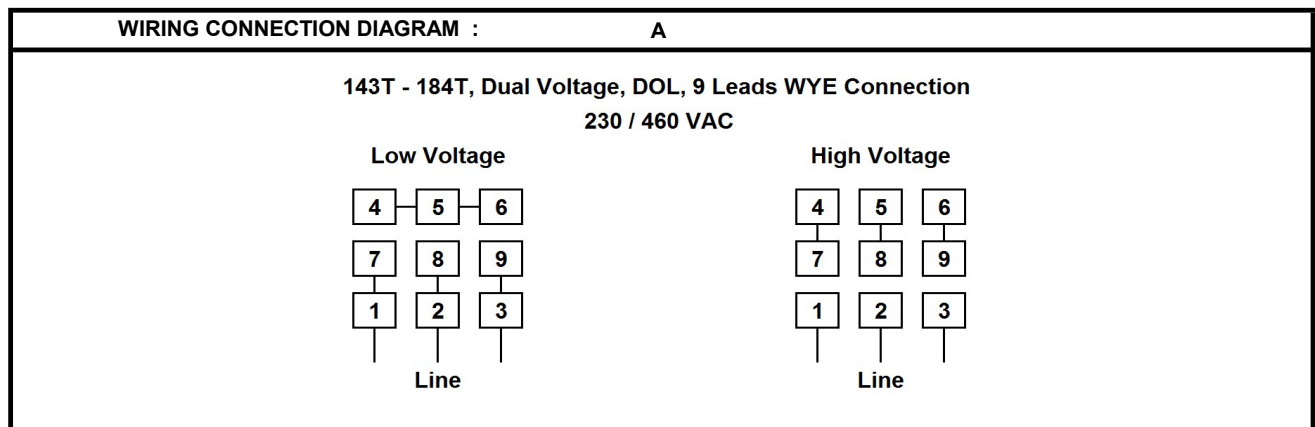 WIRING CONNECTION DIAGRAM : A
143T - 184T, Dual Voltage, DOL, 9 Leads WYE Connection
230 / 460 VAC
Low Voltage High Voltage
4 5 6 4 5 6
7 8 9 7 8 9
1 2 3 1 2 3
Line Line